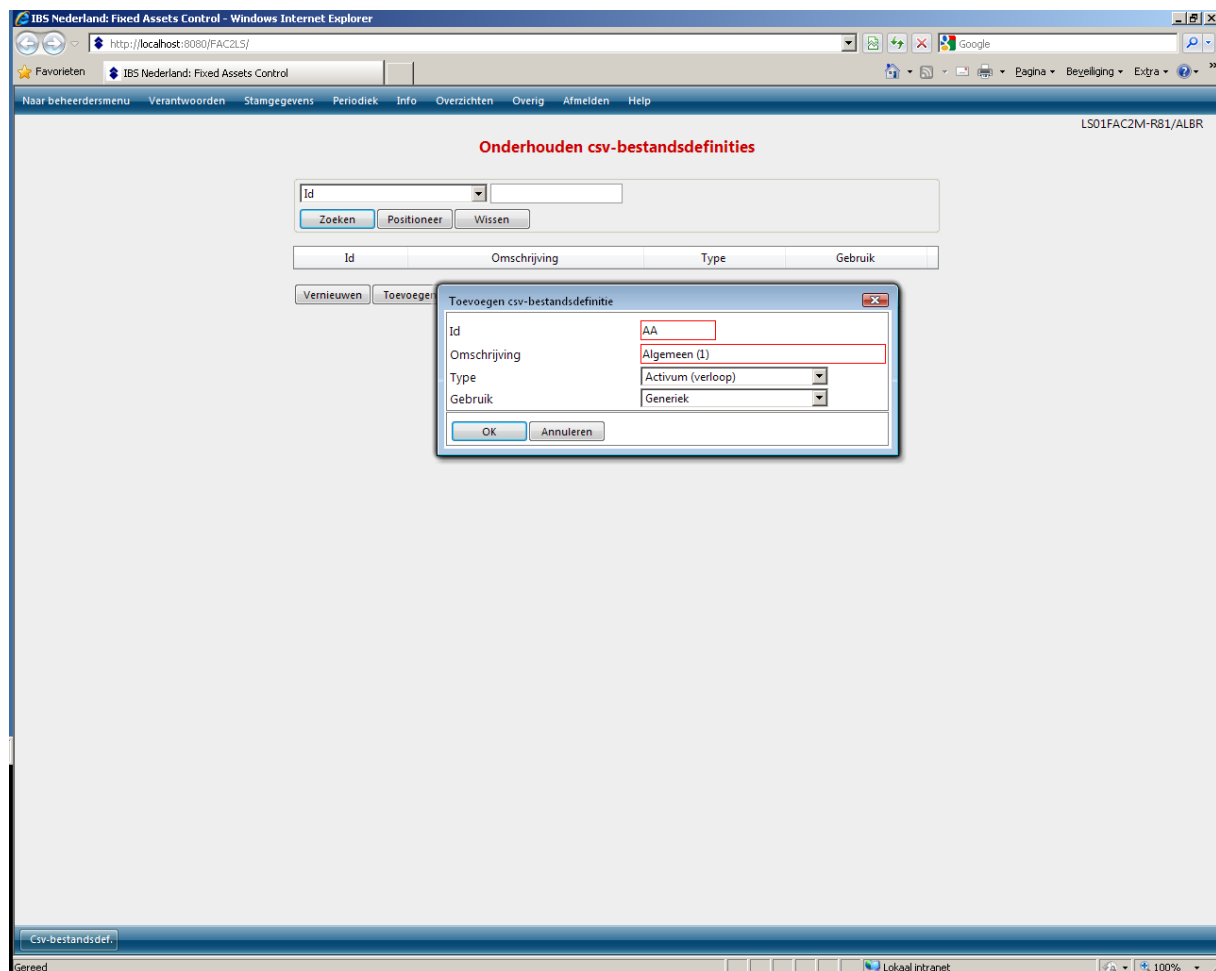 IBS Nederland: Fixed Assets Control - Windows Internet Explorer
http://localhost:8080/FAC2LS/
Google
Favorieten
IBS Nederland: Fixed Assets Control
Pagina
Beveiliging
Extra
»
Naar beheerdersmenu Verantwoorden Stamgegevens Periodiek Info Overzichten Overig Afmelden Help
LS01FAC2M-R81/ALBR
Onderhouden csv-bestandsdefinities
Id
Zoeken Positioneer Wissen
Id Omschrijving Type Gebruik
Vernieuwen Toevoegen
Toevoegen csv-bestandsdefinitie
Id AA
Omschrijving Algemeen (1)
Type Activum (verloop)
Gebruik Generiek
OK Annuleren
Csv-bestandsdef.
Gereed Lokaal intranet 100%